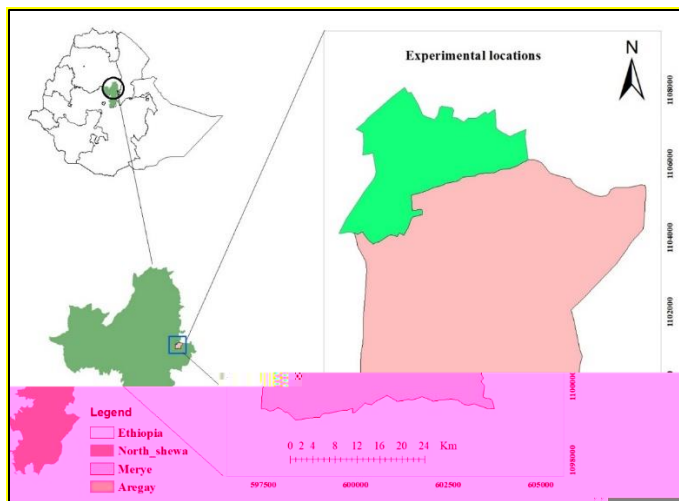 Experimental locations
N
1108000
1106000
1104000
1102000
1100000
1098000
Legend
Ethiopia
North_shewa
Merye
Aregay
0 2 4 8 12 16 20 24 Km
597500 600000 602500 605000